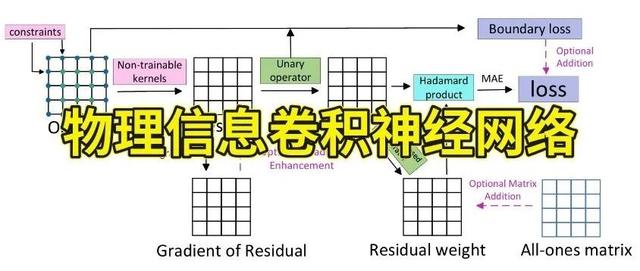 constraints
Boundary loss
Non-trainable
kernels
Unary
operator
Optional
Addition
Hadamard
product
MAE
loss
物理信息卷积神经网络
Enhancement
Optional Matrix
Addition
Gradient of Residual
Residual weight
All-ones matrix